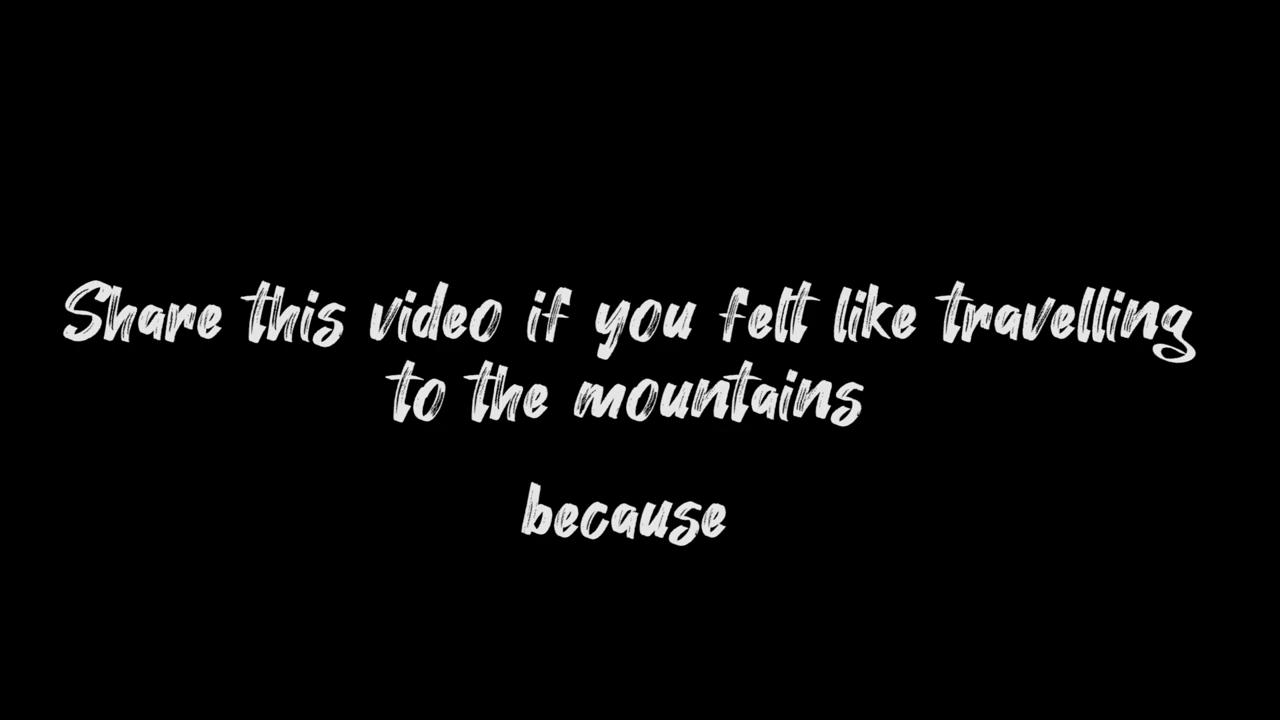 Share this video if you felt like travelling
to the mountains
because